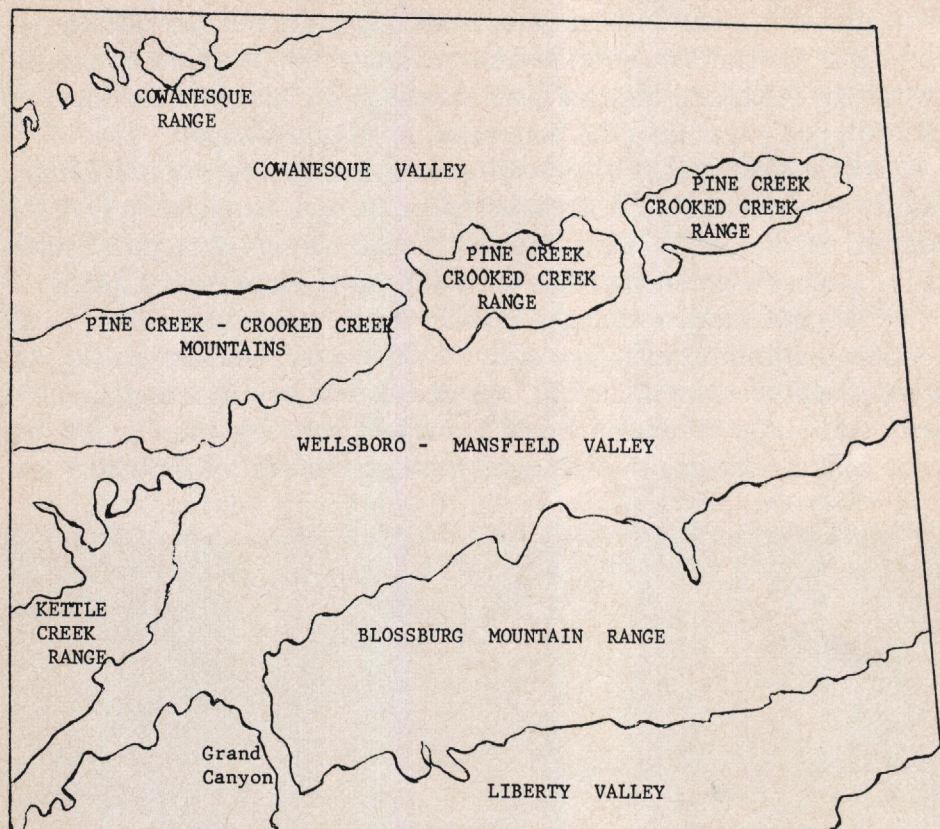 COWANESQUE
RANGE
COWANESQUE VALLEY
PINE CREEK
CROOKED CREEK
RANGE
PINE CREEK
CROOKED CREEK
RANGE
PINE CREEK - CROOKED CREEK
MOUNTAINS
WELLSBORO - MANSFIELD VALLEY
KETTLE
CREEK
RANGE
BLOSSBURG MOUNTAIN RANGE
Grand
Canyon
LIBERTY VALLEY